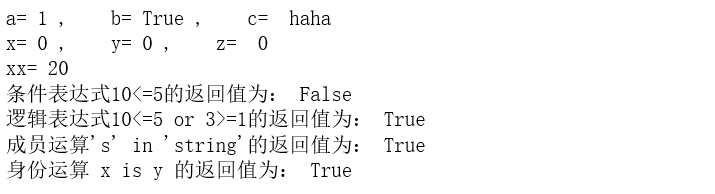 a= 1 ,    b= True ,    c=  haha
x= 0 ,    y= 0 ,    z=  0
xx= 20
条件表达式10<=5的返回值为： False
逻辑表达式10<=5 or 3>=1的返回值为： True
成员运算's' in 'string'的返回值为： True
身份运算 x is y 的返回值为： True